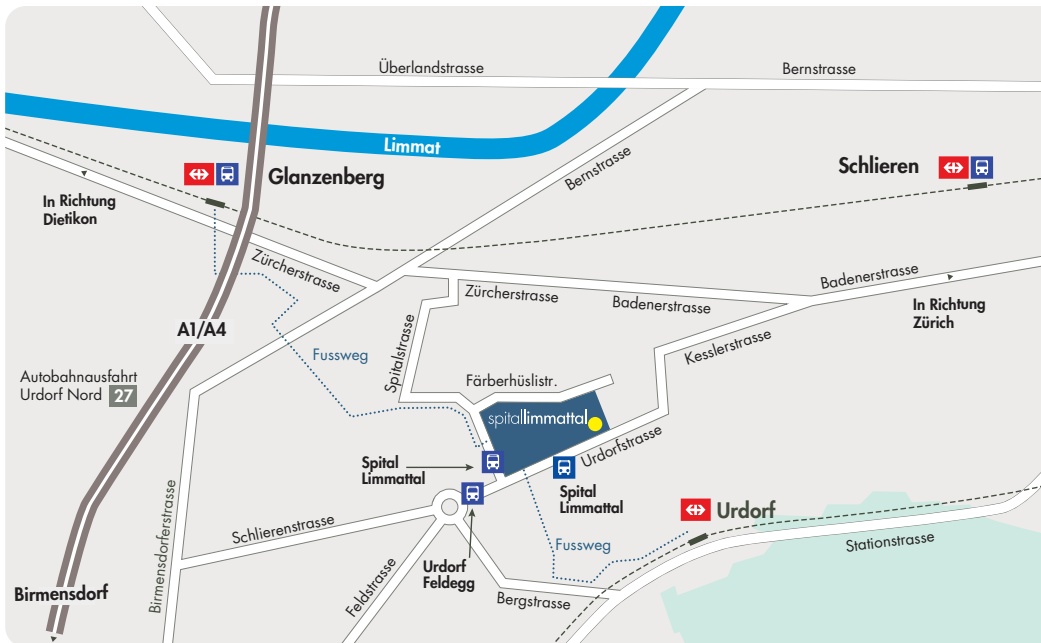 Überlandstrasse
Bernstrasse
Limmat
Bernstrasse
Glanzenberg
Schlieren
In Richtung
Dietikon
Zürcherstrasse
Badenerstrasse
Zürcherstrasse
Badenerstrasse
In Richtung
Zürich
A1/A4
Fussweg
Spitalstrasse
Kesslerstrasse
Autobahnausfahrt
Urdorf Nord 27
Färberhüslistr.
spitallimmattal
Urdorfstrasse
Spital
Limmattal
Spital
Limmattal
Urdorf
Schlierenstrasse
Fussweg
Stationstrasse
Birmensdorferstrasse
Urdorf
Feldegg
Feldstrasse
Bergstrasse
Birmensdorf